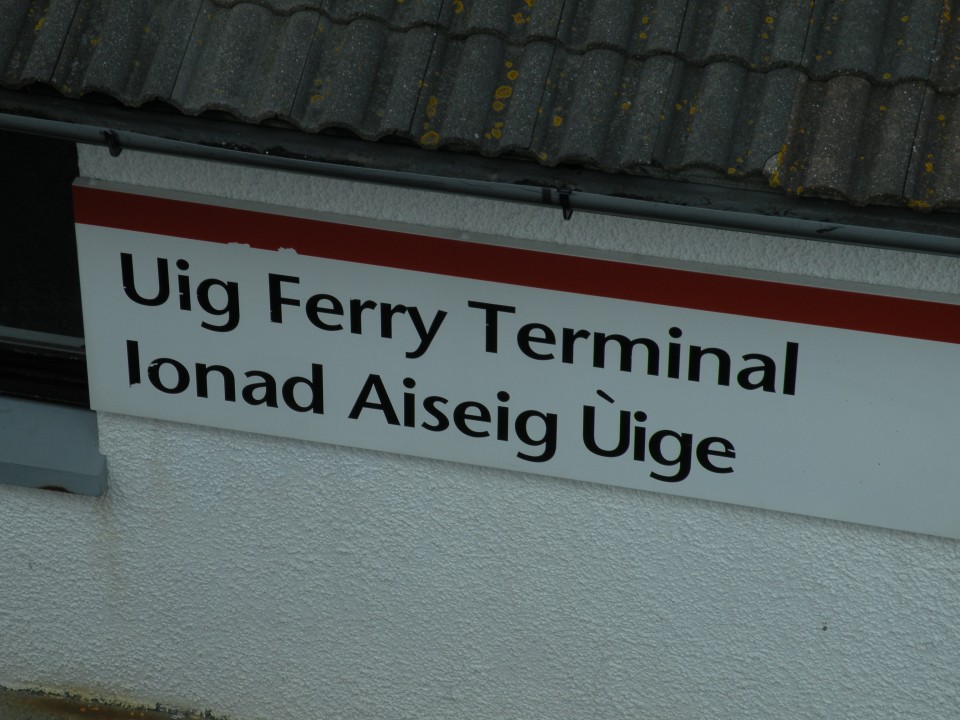 Uig Ferry Terminal
Ionad Aiseig Ùige